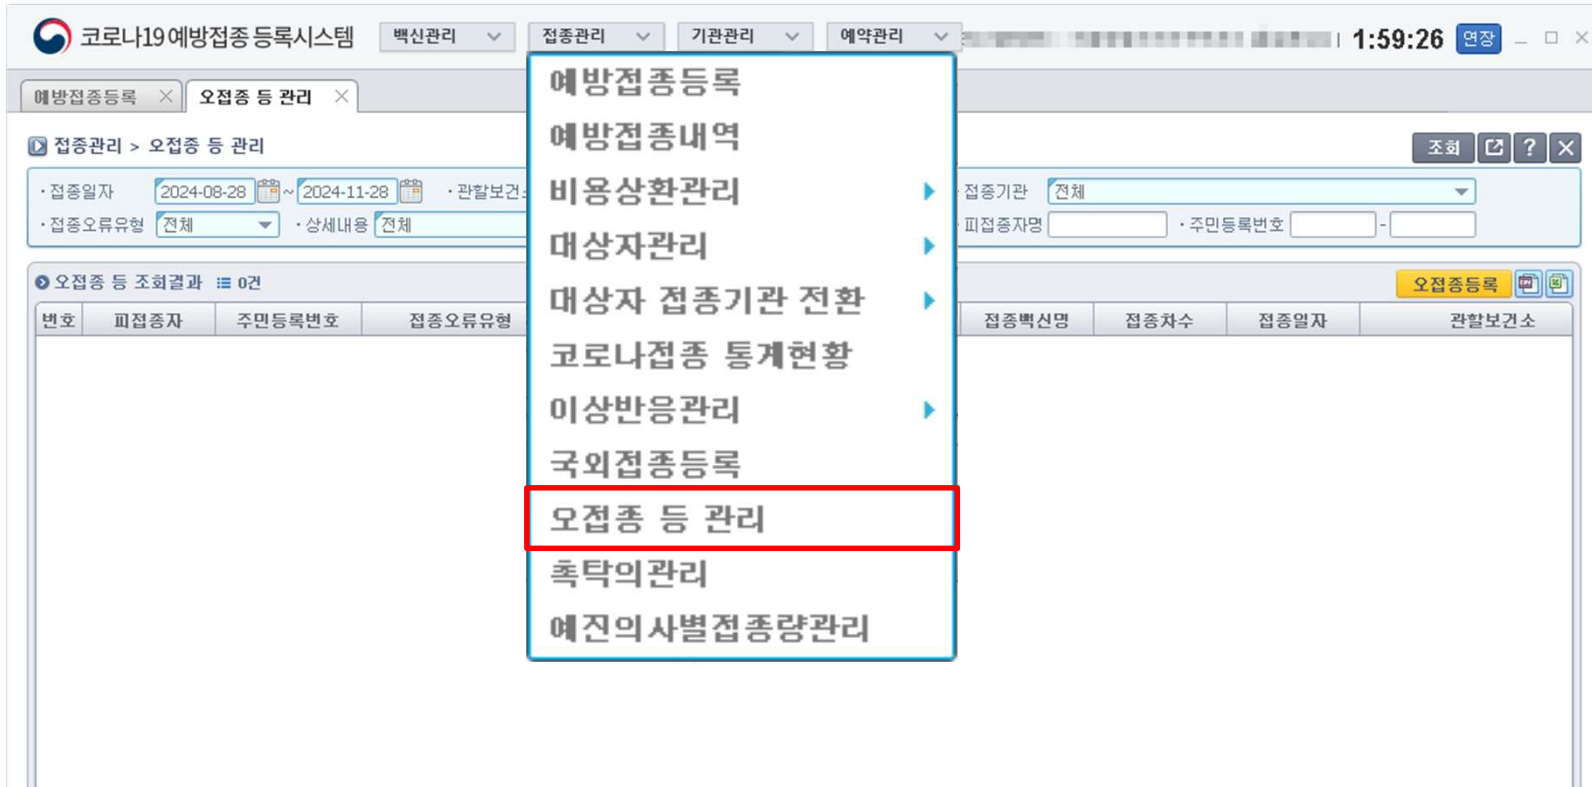 코로나19예방접종 등록시스템 백신관리 접종관리 기관관리 예약관리 1:59:26 연장
예방접종등록 오접종 등 관리
접종관리 > 오접종 등 관리 조회 ?
·접종일자 2024-08-28 ~ 2024-11-28 ·관할보건 접종기관 전체
·접종오류유형 전체 ·상세내용 전체 피접종자명 ·주민등록번호 -
오접종 등 조회결과 0건 오접종등록
번호 피접종자 주민등록번호 접종오류유형 접종백신명 접종차수 접종일자 관할보건소
예방접종등록
예방접종내역
비용상환관리
대상자관리
대상자 접종기관 전환
코로나접종 통계현황
이상반응관리
국외접종등록
오접종 등 관리
촉탁의관리
예진의사별접종량관리